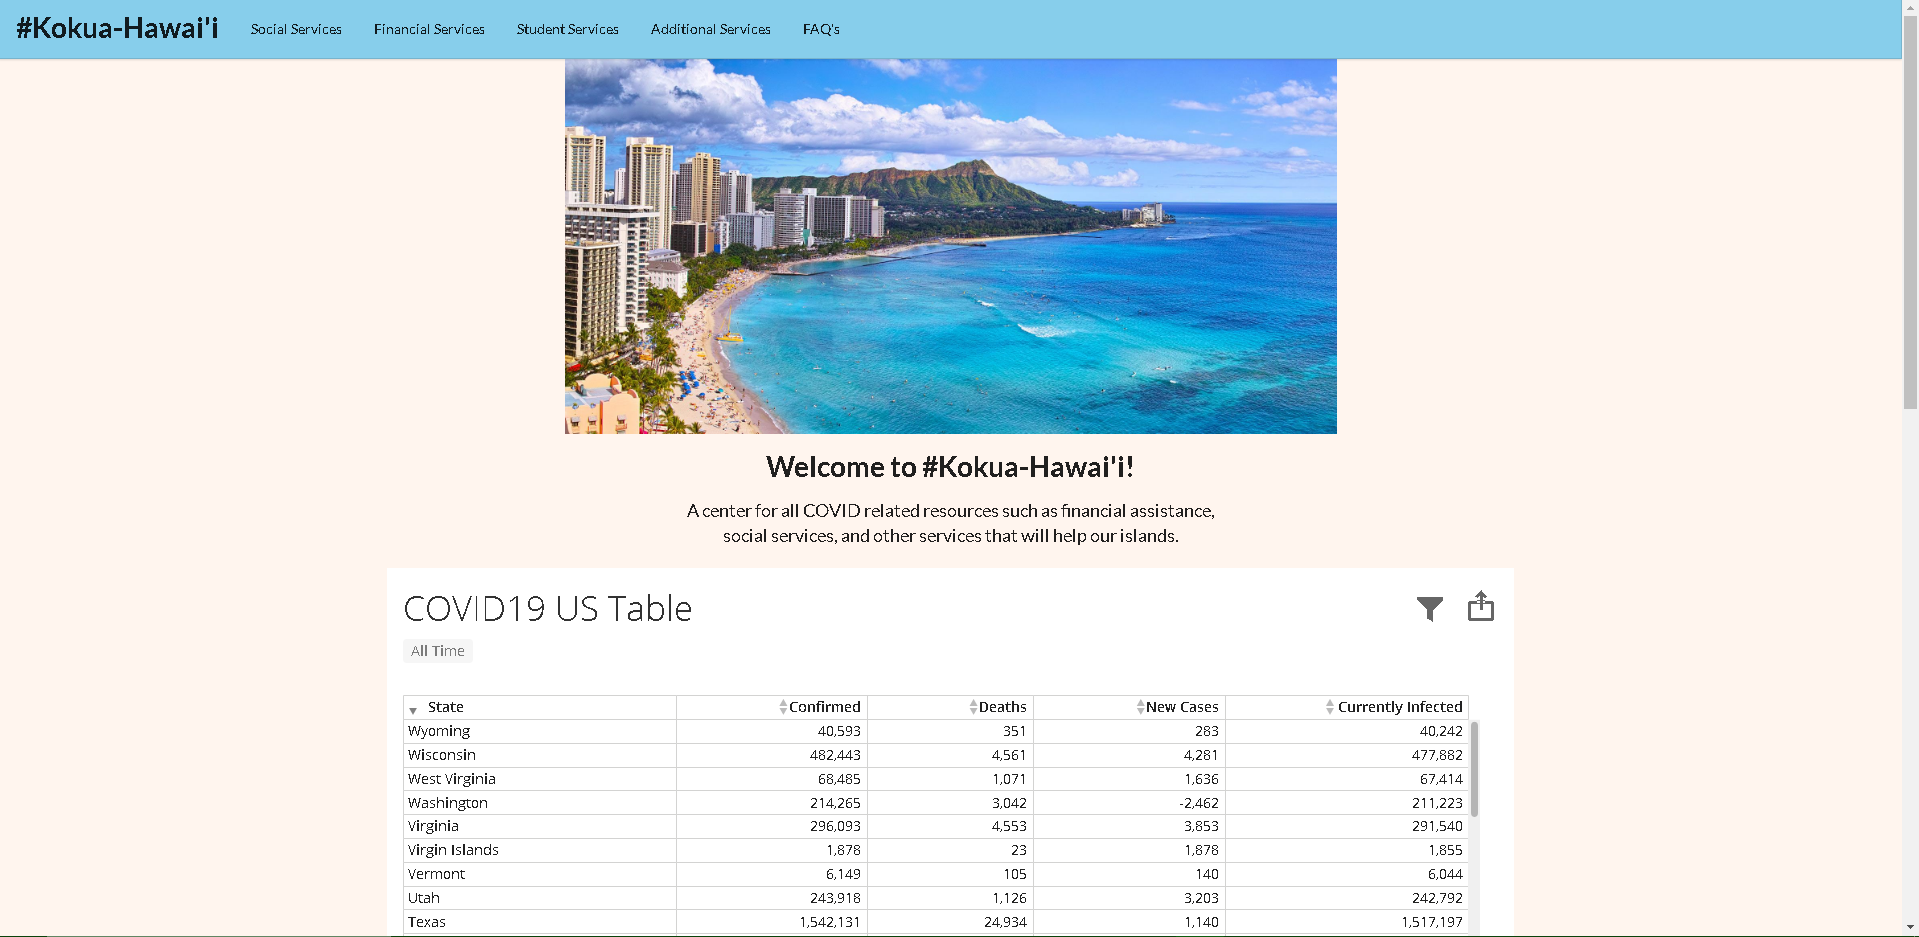 #Kokua-Hawai'i Social Services Financial Services Student Services Additional Services FAQ's
Welcome to #Kokua-Hawai'i!
A center for all COVID related resources such as financial assistance,
social services, and other services that will help our islands.
COVID19 US Table
All Time
State Confirmed Deaths New Cases Currently Infected
Wyoming 40,593 351 283 40,242
Wisconsin 482,443 4,561 4,281 477,882
West Virginia 68,485 1,071 1,636 67,414
Washington 214,265 3,042 -2,462 211,223
Virginia 296,093 4,553 3,853 291,540
Virgin Islands 1,878 23 1,878 1,855
Vermont 6,149 105 140 6,044
Utah 243,918 1,126 3,203 242,792
Texas 1,542,131 24,934 1,140 1,517,197